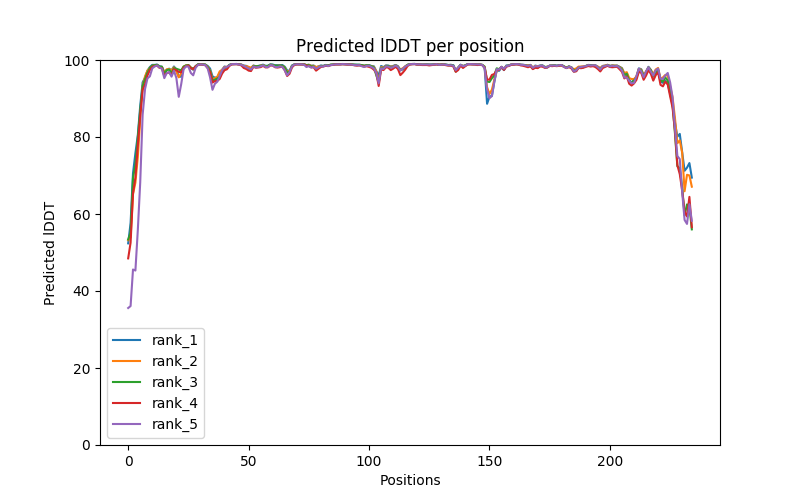 Predicted lDDT per position
100
80
60
40
20
0
Predicted lDDT
rank_1
rank_2
rank_3
rank_4
rank_5
0 50 100 150 200
Positions